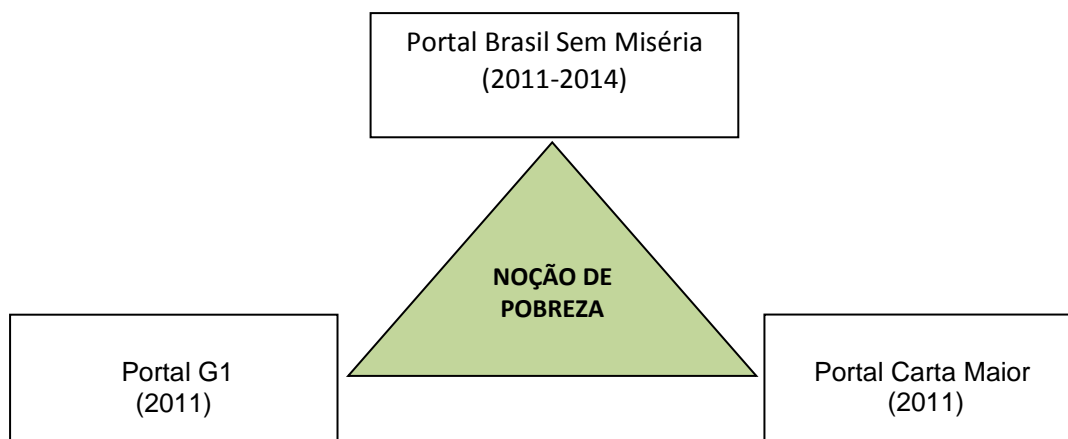 Portal Brasil Sem Miséria
(2011-2014)
NOÇÃO DE
POBREZA
Portal G1
(2011)
Portal Carta Maior
(2011)